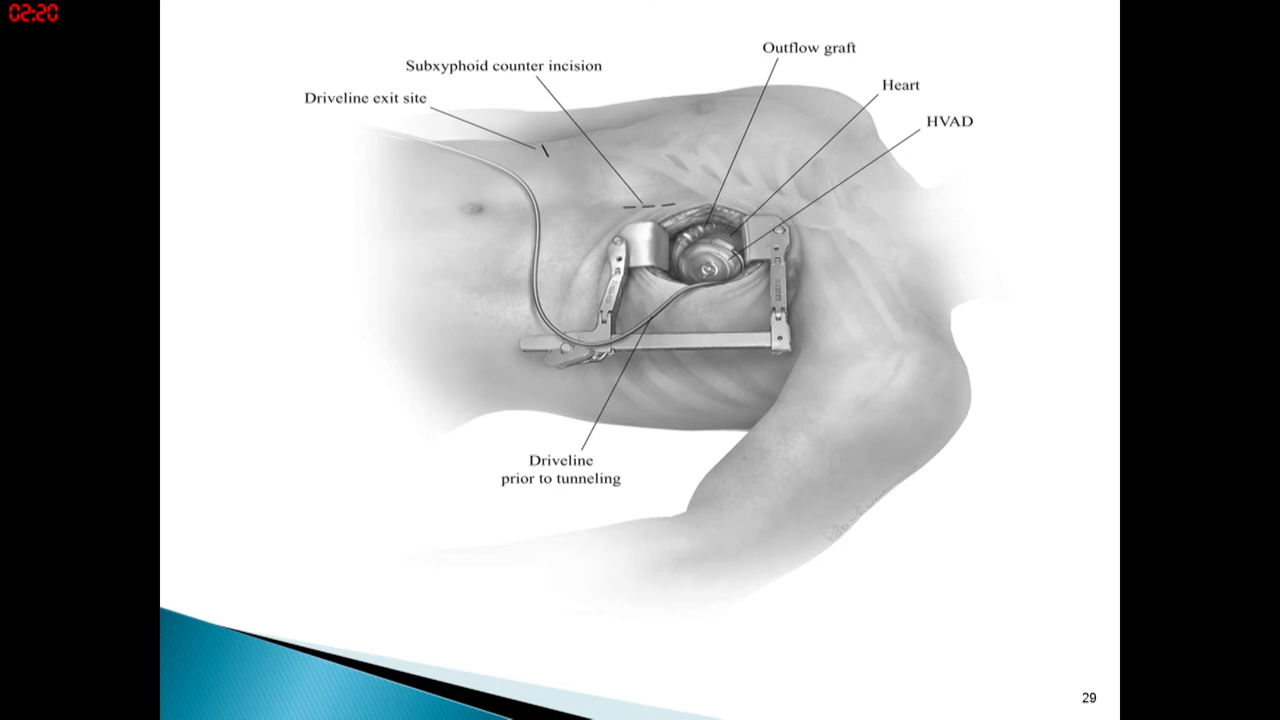 02:20
Outflow graft
Subxyphoid counter incision
Heart
Driveline exit site
HVAD
Driveline
prior to tunneling
29